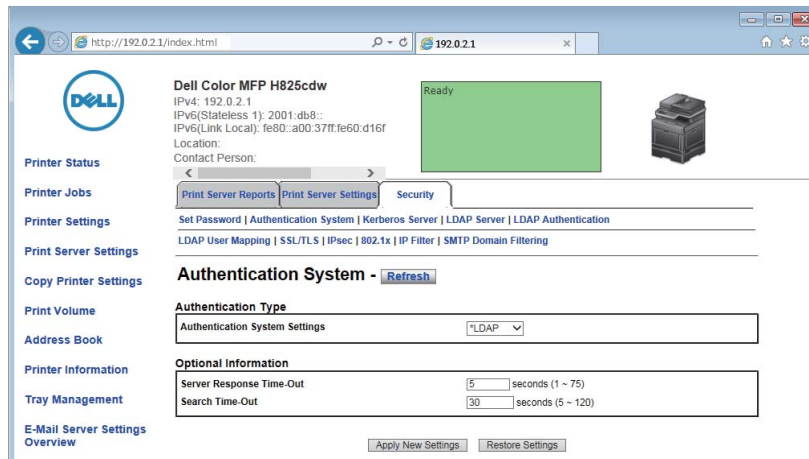 http://192.0.2.1/index.html
192.0.2.1
DELL
Dell Color MFP H825cdw
IPv4: 192.0.2.1
IPv6(Stateless 1): 2001:db8::
IPv6(Link Local): fe80::a00:37ff:fe60:d16f
Location:
Contact Person:
Ready
Printer Status
Printer Jobs
Printer Settings
Print Server Settings
Copy Printer Settings
Print Volume
Address Book
Printer Information
Tray Management
E-Mail Server Settings
Overview
Print Server Reports Print Server Settings Security
Set Password | Authentication System | Kerberos Server | LDAP Server | LDAP Authentication
LDAP User Mapping | SSL/TLS | IPsec | 802.1x | IP Filter | SMTP Domain Filtering
Authentication System - Refresh
Authentication Type
Authentication System Settings *LDAP
Optional Information
Server Response Time-Out 5 seconds (1 ~ 75)
Search Time-Out 30 seconds (5 ~ 120)
Apply New Settings Restore Settings